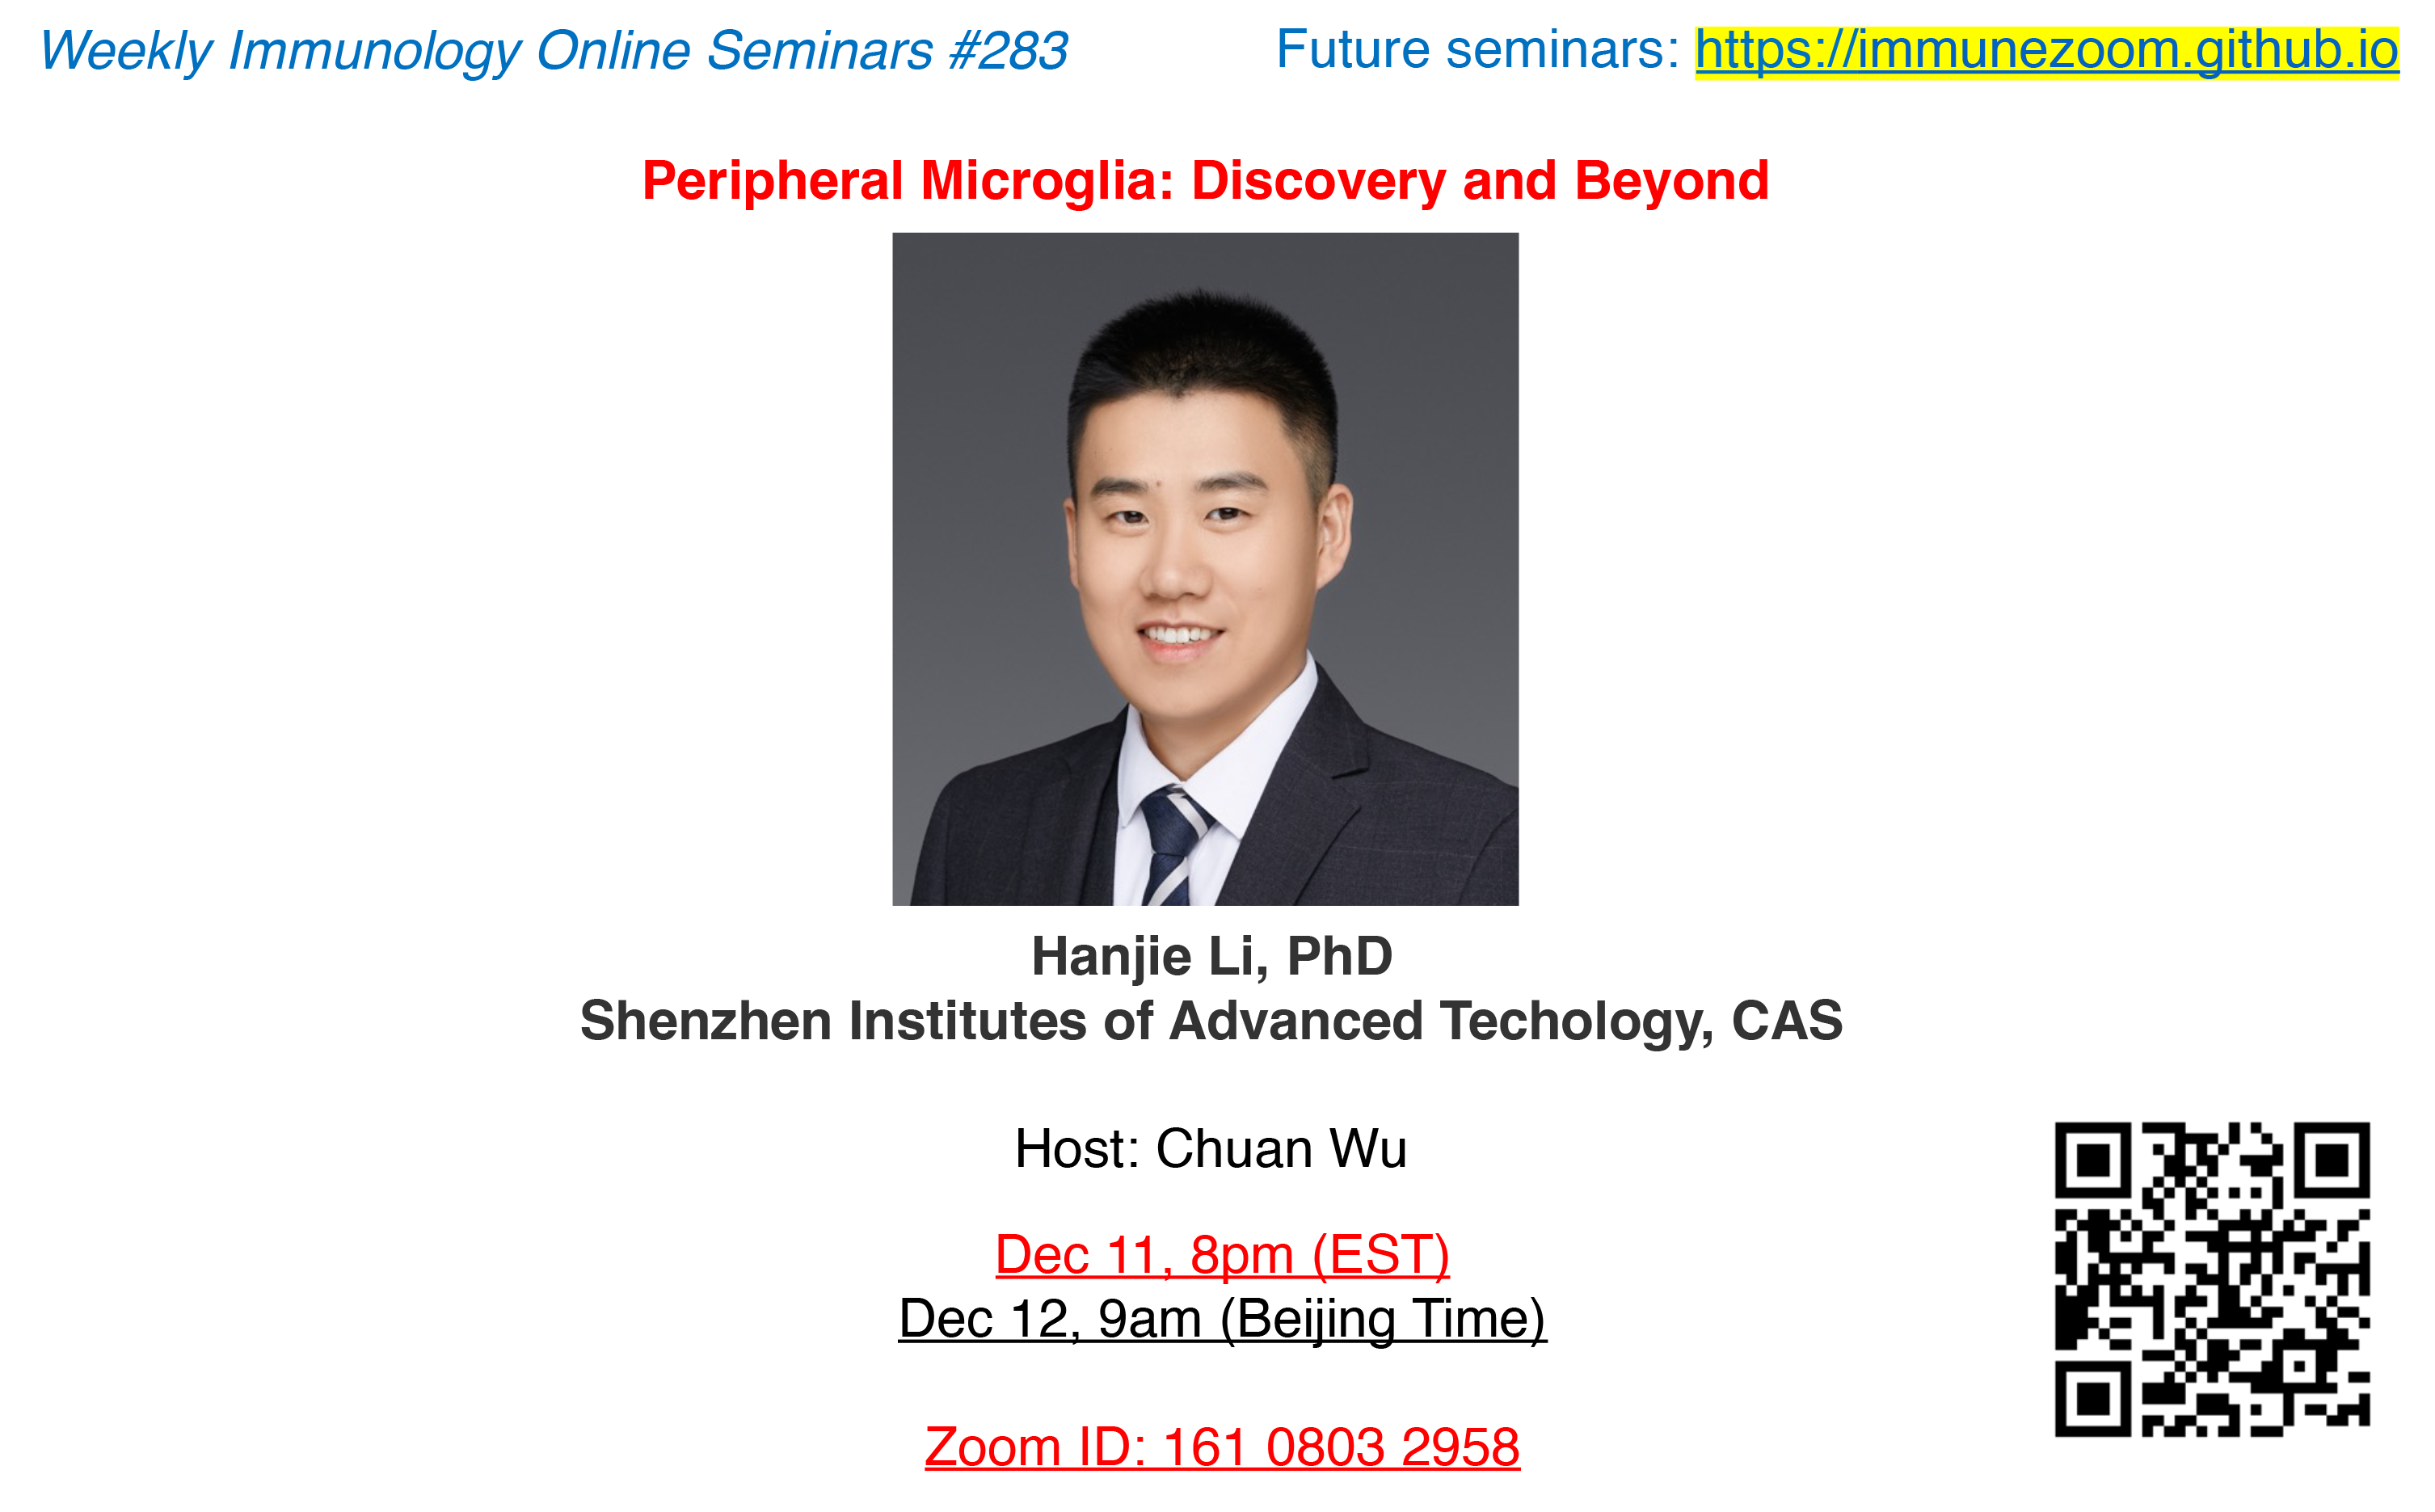 Weekly Immunology Online Seminars #283
Future seminars: https://immunezoom.github.io
Peripheral Microglia: Discovery and Beyond
Hanjie Li, PhD
Shenzhen Institutes of Advanced Techology, CAS
Host: Chuan Wu
Dec 11, 8pm (EST)
Dec 12, 9am (Beijing Time)
Zoom ID: 161 0803 2958